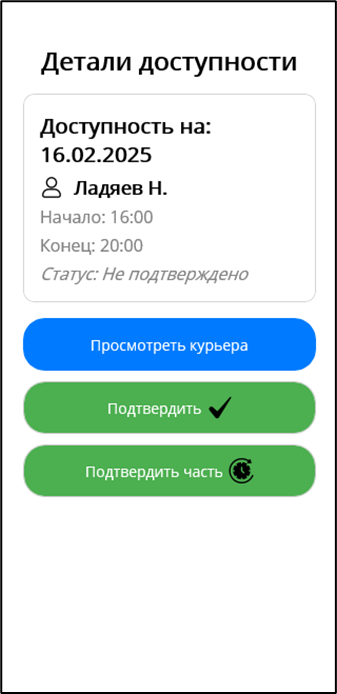 Детали доступности
Доступность на:
16.02.2025
Ладяев Н.
Начало: 16:00
Конец: 20:00
Статус: Не подтверждено
Просмотреть курьера
Подтвердить
Подтвердить часть